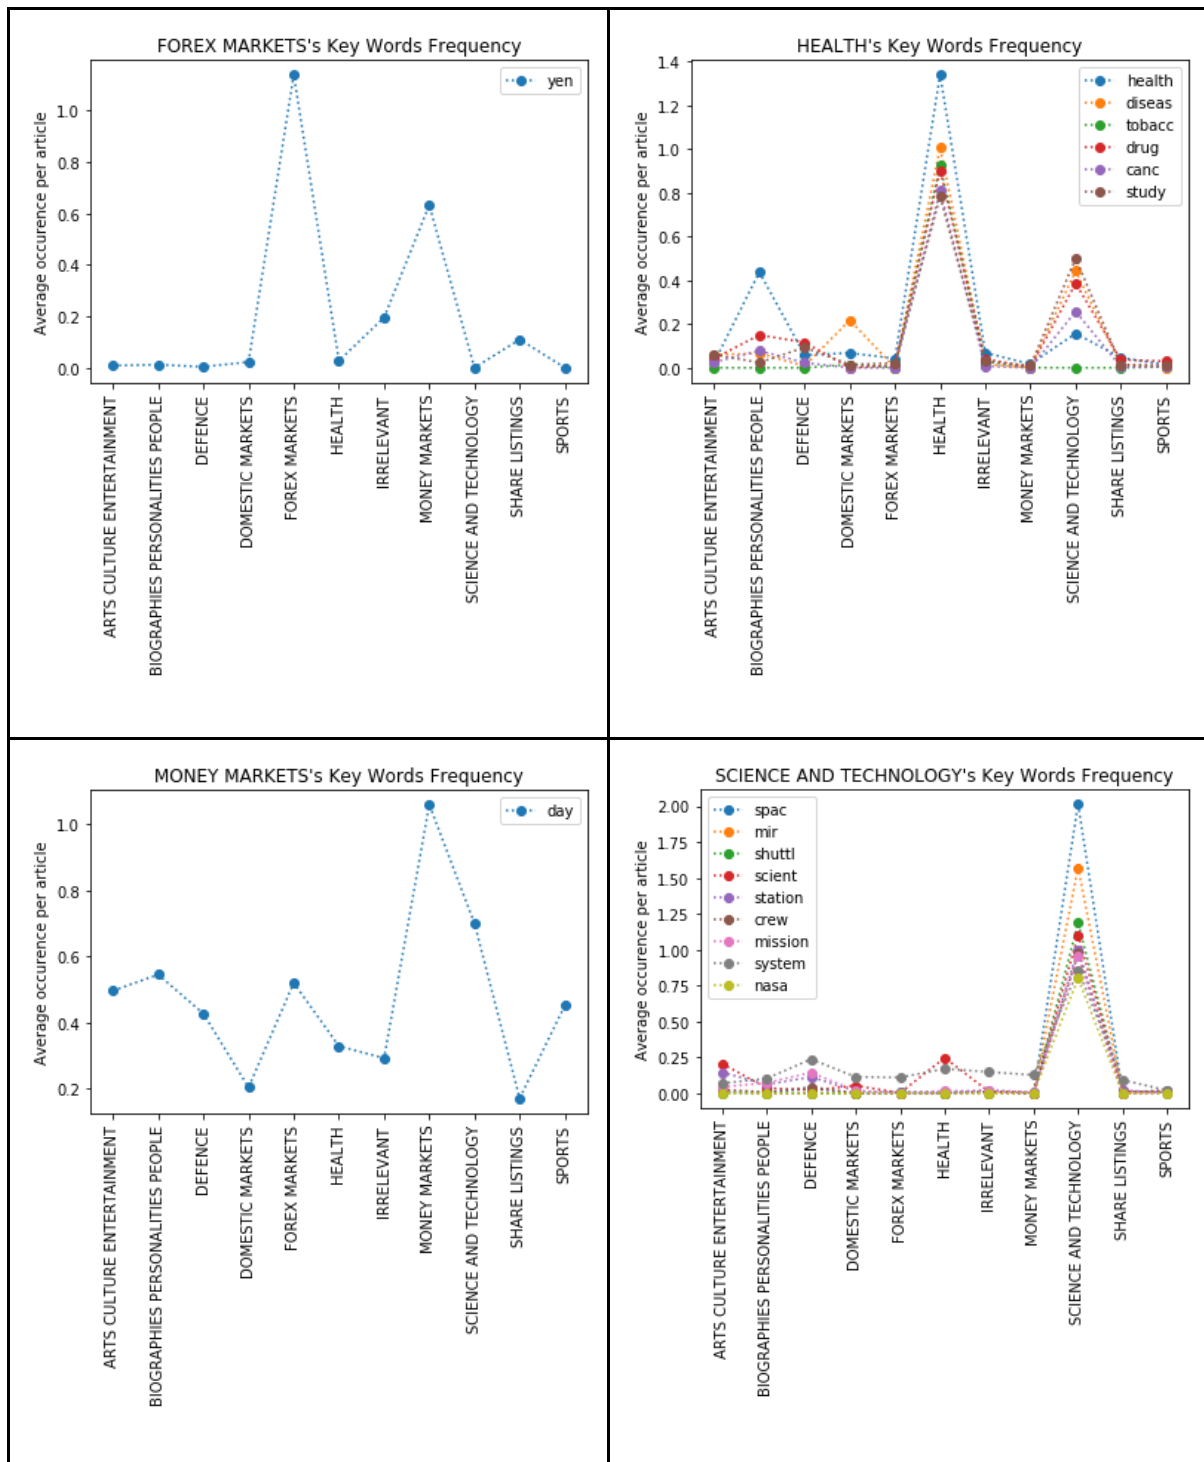 FOREX MARKETS's Key Words Frequency
Average occurence per article
1.0
0.8
0.6
0.4
0.2
0.0
yen
ARTS CULTURE ENTERTAINMENT
BIOGRAPHIES PERSONALITIES PEOPLE
DEFENCE
DOMESTIC MARKETS
FOREX MARKETS
HEALTH
IRRELEVANT
MONEY MARKETS
SCIENCE AND TECHNOLOGY
SHARE LISTINGS
SPORTS
HEALTH's Key Words Frequency
Average occurence per article
1.4
1.2
1.0
0.8
0.6
0.4
0.2
0.0
health
diseas
tobacc
drug
canc
study
ARTS CULTURE ENTERTAINMENT
BIOGRAPHIES PERSONALITIES PEOPLE
DEFENCE
DOMESTIC MARKETS
FOREX MARKETS
HEALTH
IRRELEVANT
MONEY MARKETS
SCIENCE AND TECHNOLOGY
SHARE LISTINGS
SPORTS
MONEY MARKETS's Key Words Frequency
Average occurence per article
1.0
0.8
0.6
0.4
0.2
day
ARTS CULTURE ENTERTAINMENT
BIOGRAPHIES PERSONALITIES PEOPLE
DEFENCE
DOMESTIC MARKETS
FOREX MARKETS
HEALTH
IRRELEVANT
MONEY MARKETS
SCIENCE AND TECHNOLOGY
SHARE LISTINGS
SPORTS
SCIENCE AND TECHNOLOGY's Key Words Frequency
Average occurence per article
2.00
1.75
1.50
1.25
1.00
0.75
0.50
0.25
0.00
spac
mir
shuttl
scient
station
crew
mission
system
nasa
ARTS CULTURE ENTERTAINMENT
BIOGRAPHIES PERSONALITIES PEOPLE
DEFENCE
DOMESTIC MARKETS
FOREX MARKETS
HEALTH
IRRELEVANT
MONEY MARKETS
SCIENCE AND TECHNOLOGY
SHARE LISTINGS
SPORTS